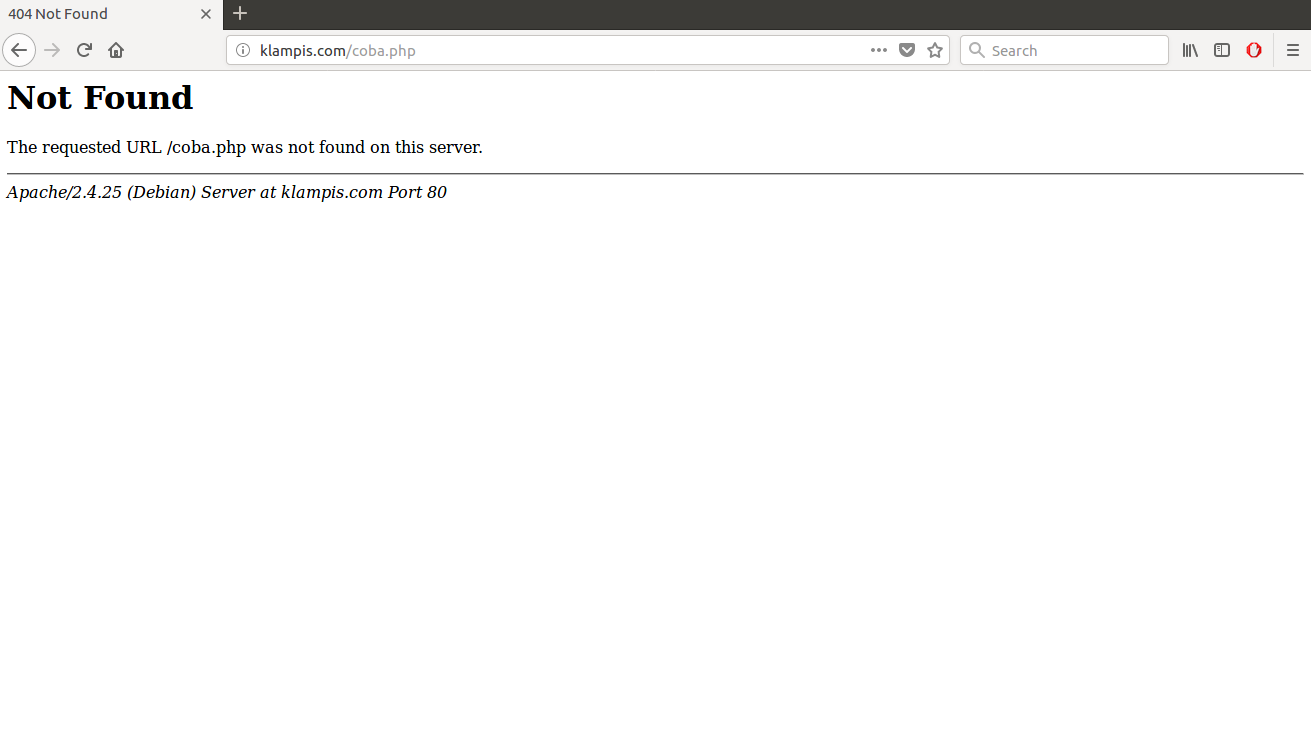 404 Not Found
klampis.com/coba.php
Search
Not Found
The requested URL /coba.php was not found on this server.
Apache/2.4.25 (Debian) Server at klampis.com Port 80